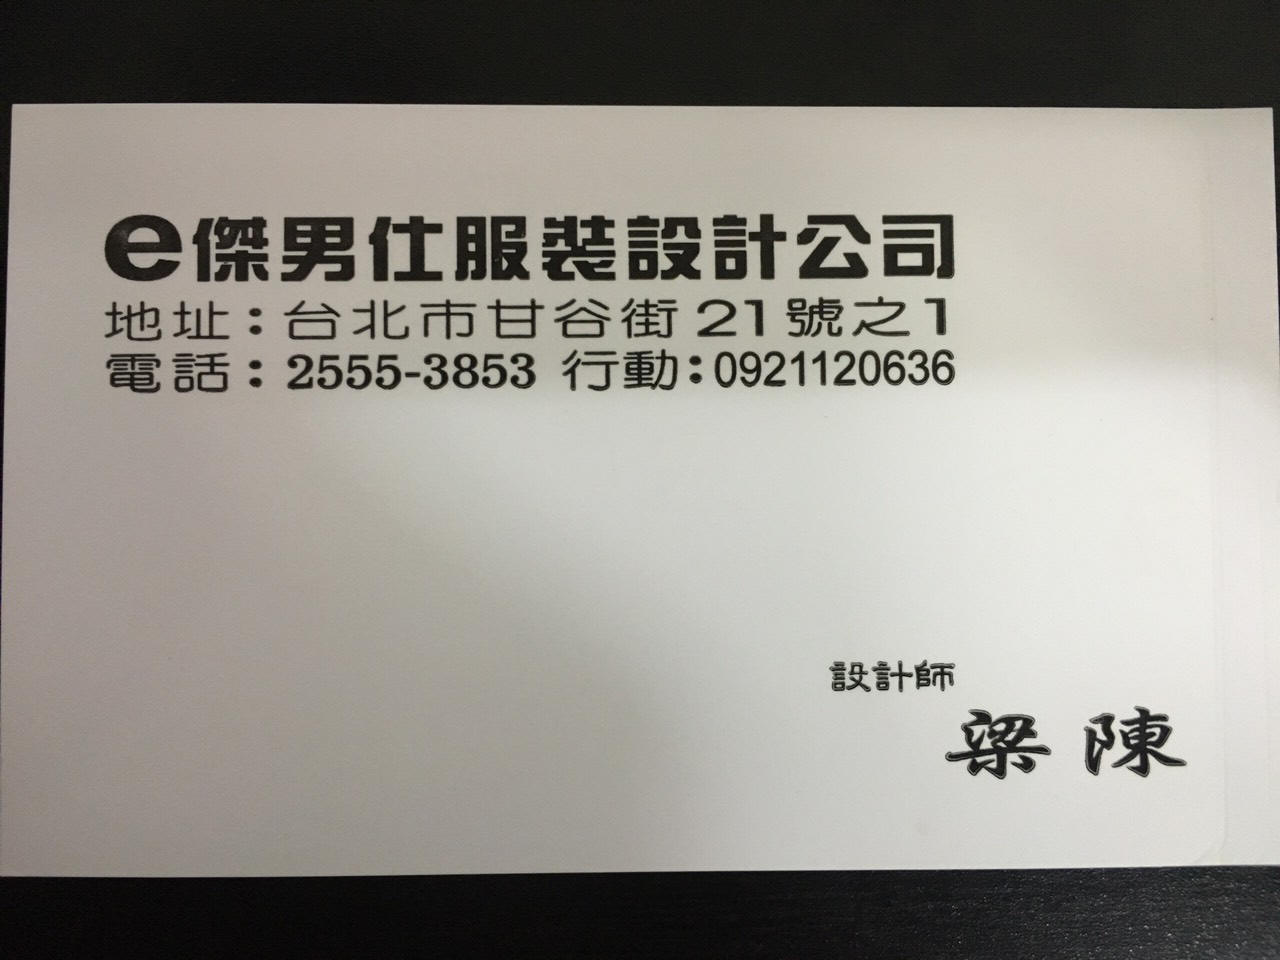 e傑男仕服裝設計公司
地址：台北市甘谷街21號之1
電話：2555-3853 行動：0921120636
設計師
梁 陳